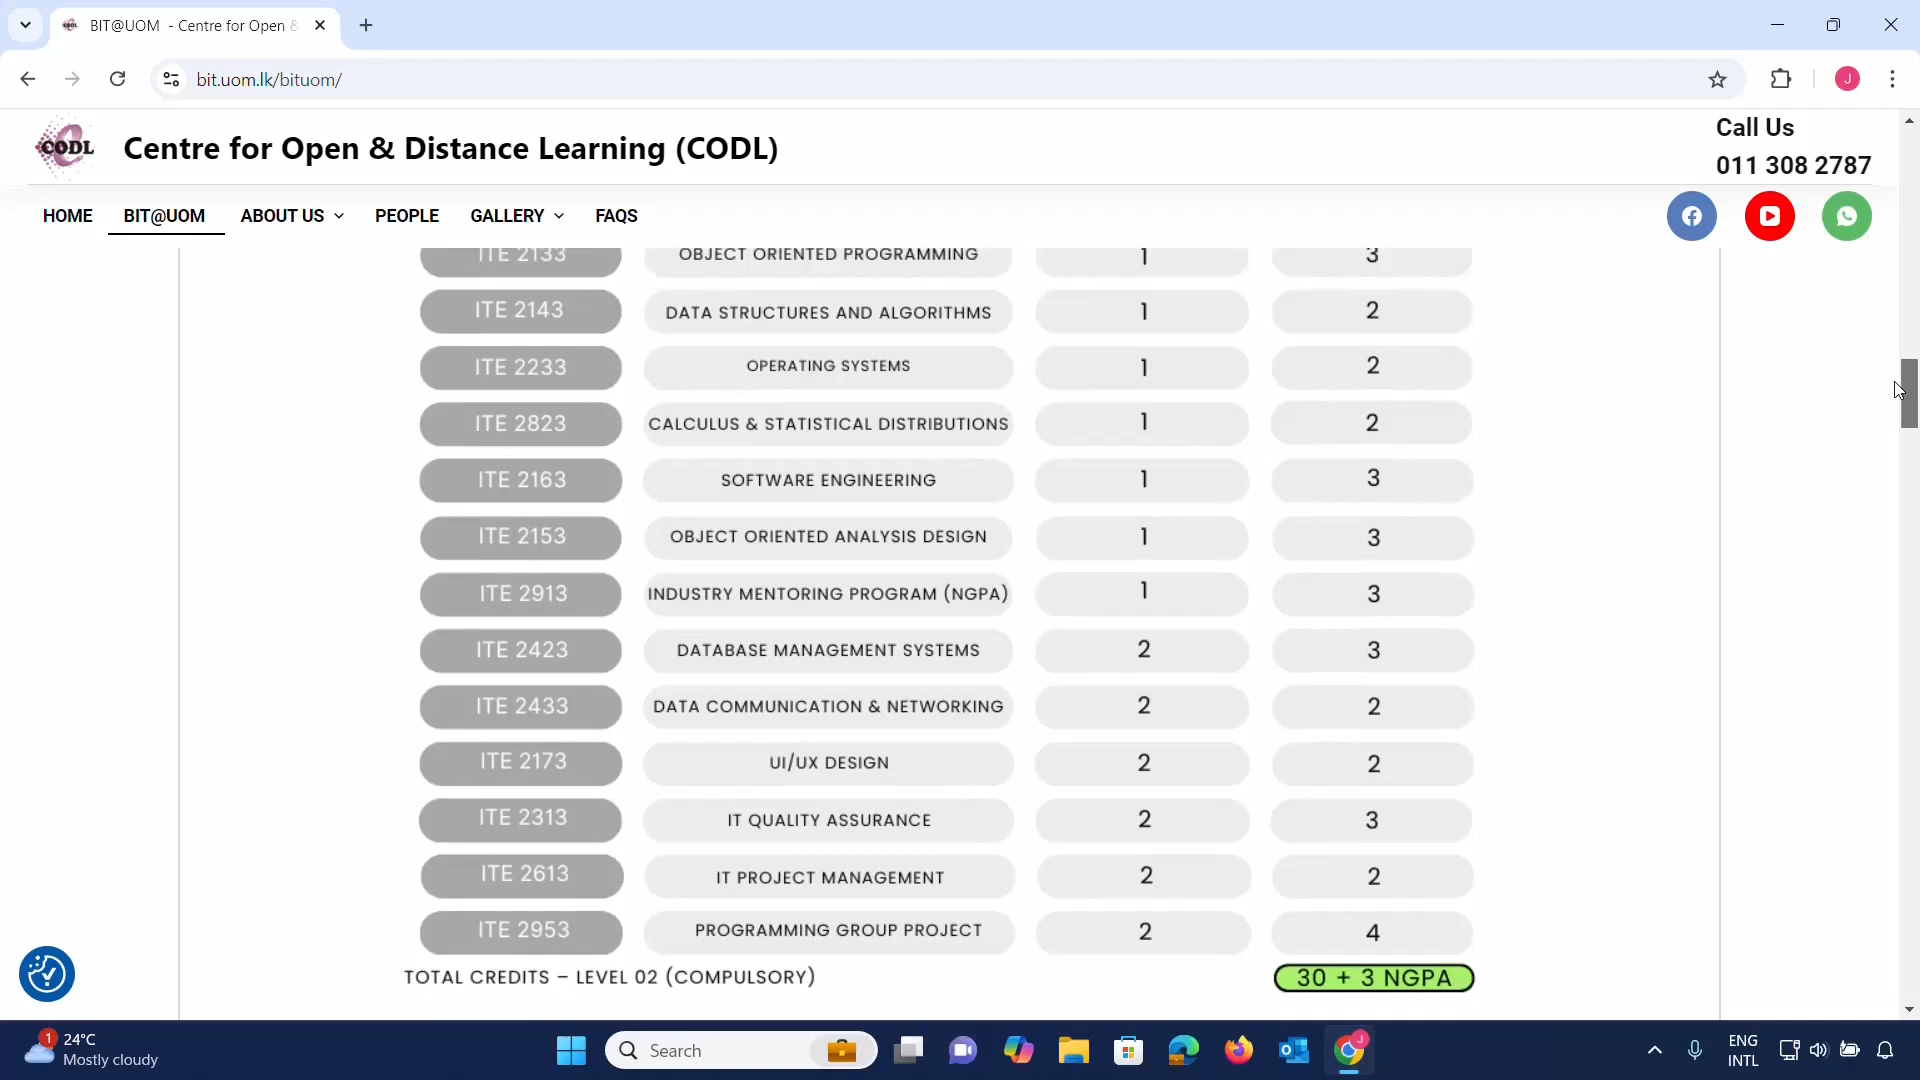 BIT@UOM - Centre for Open &
bit.uom.lk/bituom/
J
CODL
Centre for Open & Distance Learning (CODL)
Call Us
011 308 2787
HOME BIT@UOM ABOUT US PEOPLE GALLERY FAQS
ITE 2133 OBJECT ORIENTED PROGRAMMING 1 3
ITE 2143 DATA STRUCTURES AND ALGORITHMS 1 2
ITE 2233 OPERATING SYSTEMS 1 2
ITE 2823 CALCULUS & STATISTICAL DISTRIBUTIONS 1 2
ITE 2163 SOFTWARE ENGINEERING 1 3
ITE 2153 OBJECT ORIENTED ANALYSIS DESIGN 1 3
ITE 2913 INDUSTRY MENTORING PROGRAM (NGPA) 1 3
ITE 2423 DATABASE MANAGEMENT SYSTEMS 2 3
ITE 2433 DATA COMMUNICATION & NETWORKING 2 2
ITE 2173 UI/UX DESIGN 2 2
ITE 2313 IT QUALITY ASSURANCE 2 3
ITE 2613 IT PROJECT MANAGEMENT 2 2
ITE 2953 PROGRAMMING GROUP PROJECT 2 4
TOTAL CREDITS – LEVEL 02 (COMPULSORY) 30 + 3 NGPA
1 24°C
Mostly cloudy
Search
J
ENG
INTL